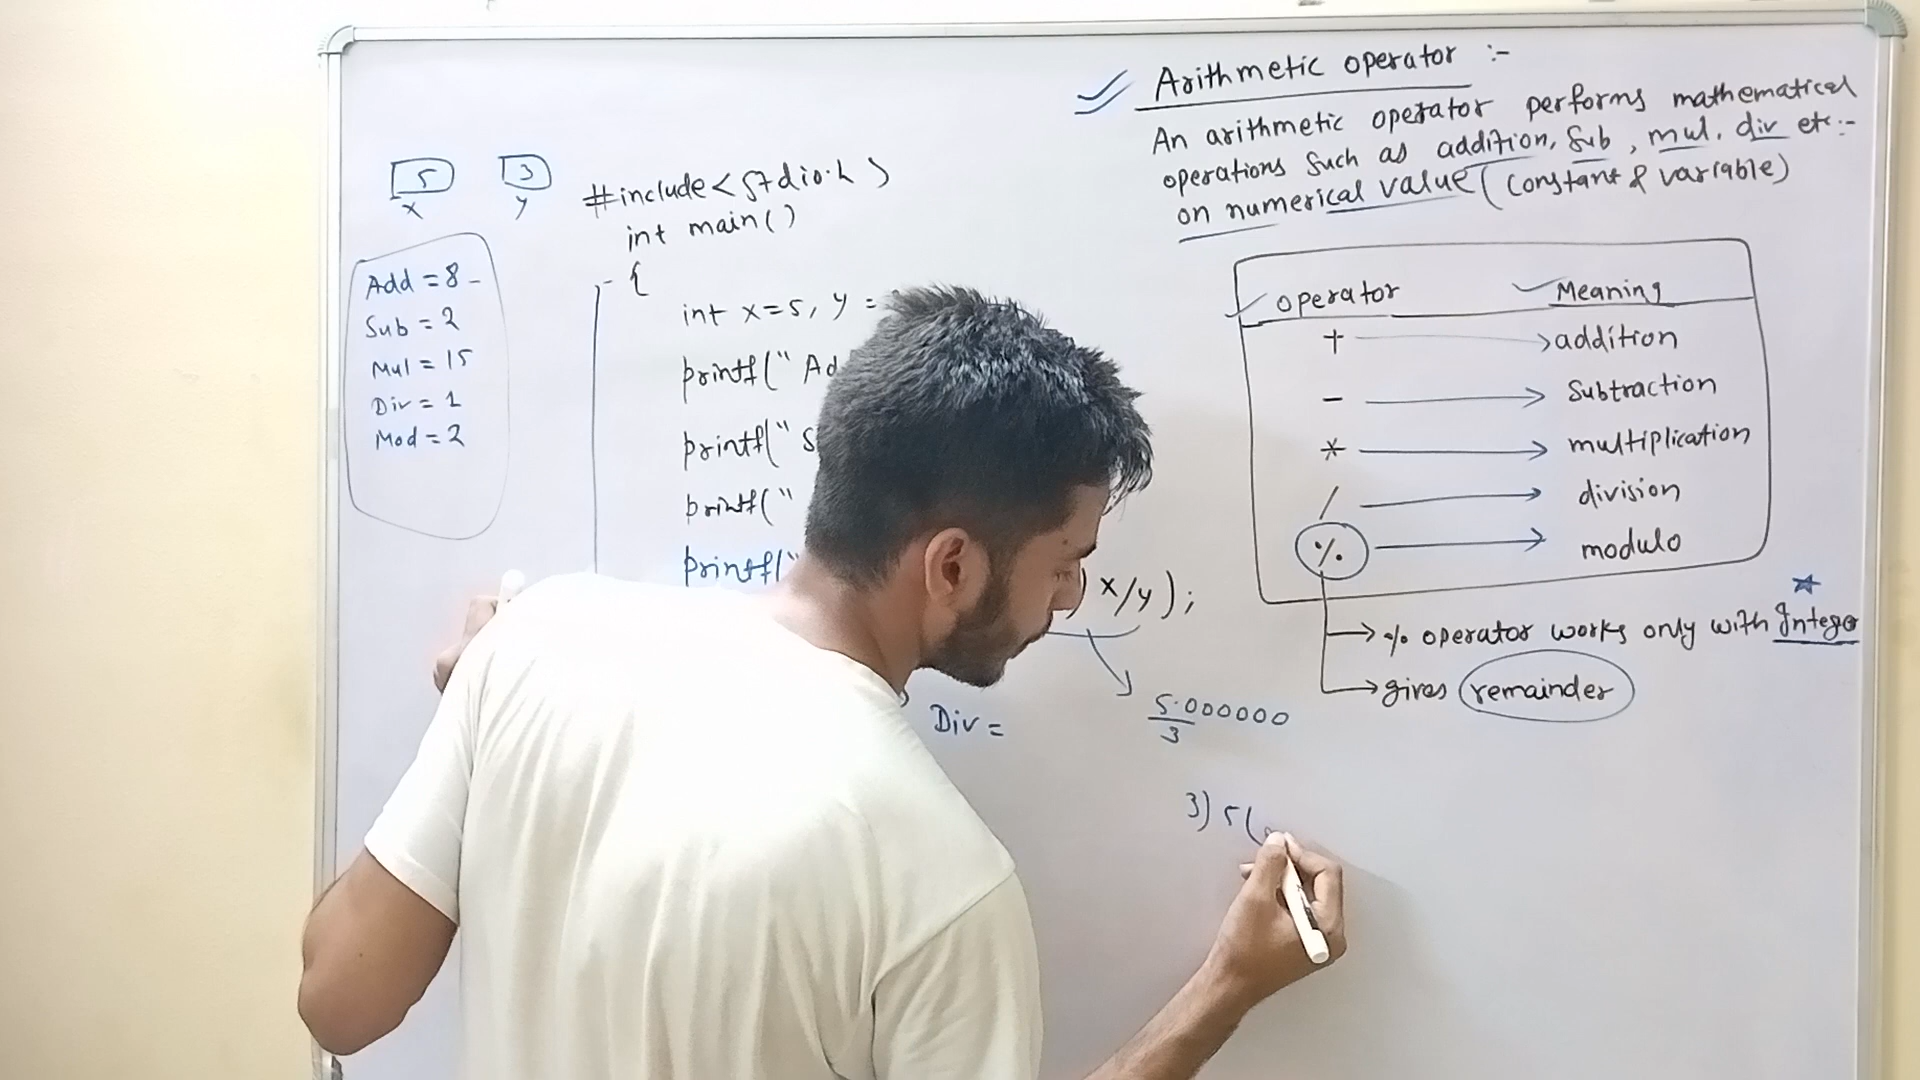 5
x
3
y
Add = 8 -
Sub = 2
Mul = 15
Div = 1
Mod = 2
#include<stdio.h>
int main()
{
int x=5, y =
printf(" Ad
printf(" S
printf("
printf("
) x/y);
Div =
5.000000
3
3) 5(
Arithmetic operator :-
An arithmetic operator performs mathematical
operations such as addition, Sub, mul, div etc:-
on numerical value (constant & variable)
operator Meaning
+ addition
- Subtraction
* multiplication
/ division
% modulo
% operator works only with Integer
gives remainder